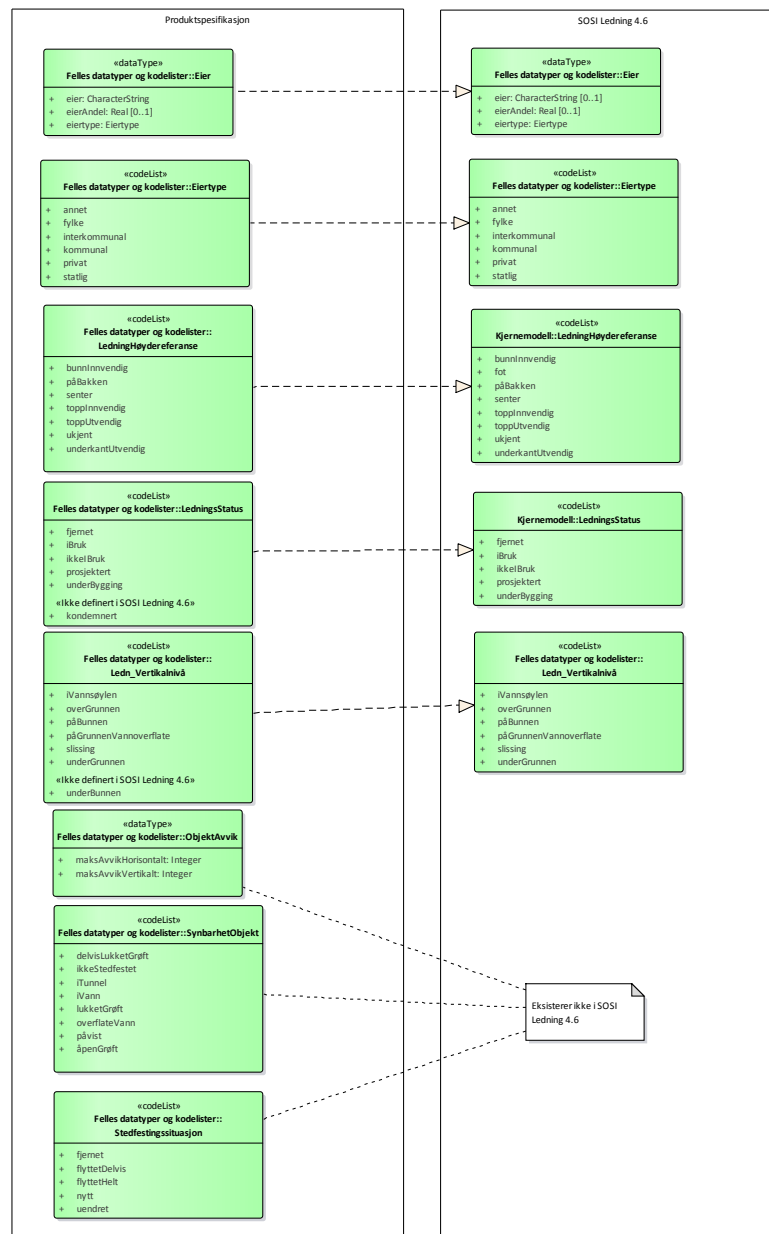 Produktspesifikasjon
«dataType»
Felles datatyper og kodelister::Eier
+ eier: CharacterString
+ eierAndel: Real [0..1]
+ eiertype: Eiertype
«codeList»
Felles datatyper og kodelister::Eiertype
+ annet
+ fylke
+ interkommunal
+ kommunal
+ privat
+ statlig
«codeList»
Felles datatyper og kodelister::
LedningHøydereferanse
+ bunnInnvendig
+ påBakken
+ senter
+ toppInnvendig
+ toppUtvendig
+ ukjent
+ underkantUtvendig
«codeList»
Felles datatyper og kodelister::LedningsStatus
+ fjernet
+ iBruk
+ ikkeIBruk
+ prosjektert
+ underBygging
«Ikke definert i SOSI Ledning 4.6»
+ kondemnert
«codeList»
Felles datatyper og kodelister::
Ledn_Vertikalnivå
+ iVannsøylen
+ overGrunnen
+ påBunnen
+ påGrunnenVannoverflate
+ slissing
+ underGrunnen
«Ikke definert i SOSI Ledning 4.6»
+ underBunnen
«dataType»
Felles datatyper og kodelister::ObjektAvvik
+ maksAvvikHorisontalt: Integer
+ maksAvvikVertikalt: Integer
«codeList»
Felles datatyper og kodelister::SynbarhetObjekt
+ delvisLukketGrøft
+ ikkeStedfestet
+ iTunnel
+ iVann
+ lukketGrøft
+ overflateVann
+ påvist
+ åpenGrøft
«codeList»
Felles datatyper og kodelister::
Stedfestingssituasjon
+ fjernet
+ flyttetDelvis
+ flyttetHelt
+ nytt
+ uendret
SOSI Ledning 4.6
«dataType»
Felles datatyper og kodelister::Eier
+ eier: CharacterString [0..1]
+ eierAndel: Real [0..1]
+ eiertype: Eiertype
«codeList»
Felles datatyper og kodelister::Eiertype
+ annet
+ fylke
+ interkommunal
+ kommunal
+ privat
+ statlig
«codeList»
Kjernemodell::LedningHøydereferanse
+ bunnInnvendig
+ fot
+ påBakken
+ senter
+ toppInnvendig
+ toppUtvendig
+ ukjent
+ underkantUtvendig
«codeList»
Kjernemodell::LedningsStatus
+ fjernet
+ iBruk
+ ikkeIBruk
+ prosjektert
+ underBygging
«codeList»
Felles datatyper og kodelister::
Ledn_Vertikalnivå
+ iVannsøylen
+ overGrunnen
+ påBunnen
+ påGrunnenVannoverflate
+ slissing
+ underGrunnen
Eksisterer ikke i SOSI
Ledning 4.6